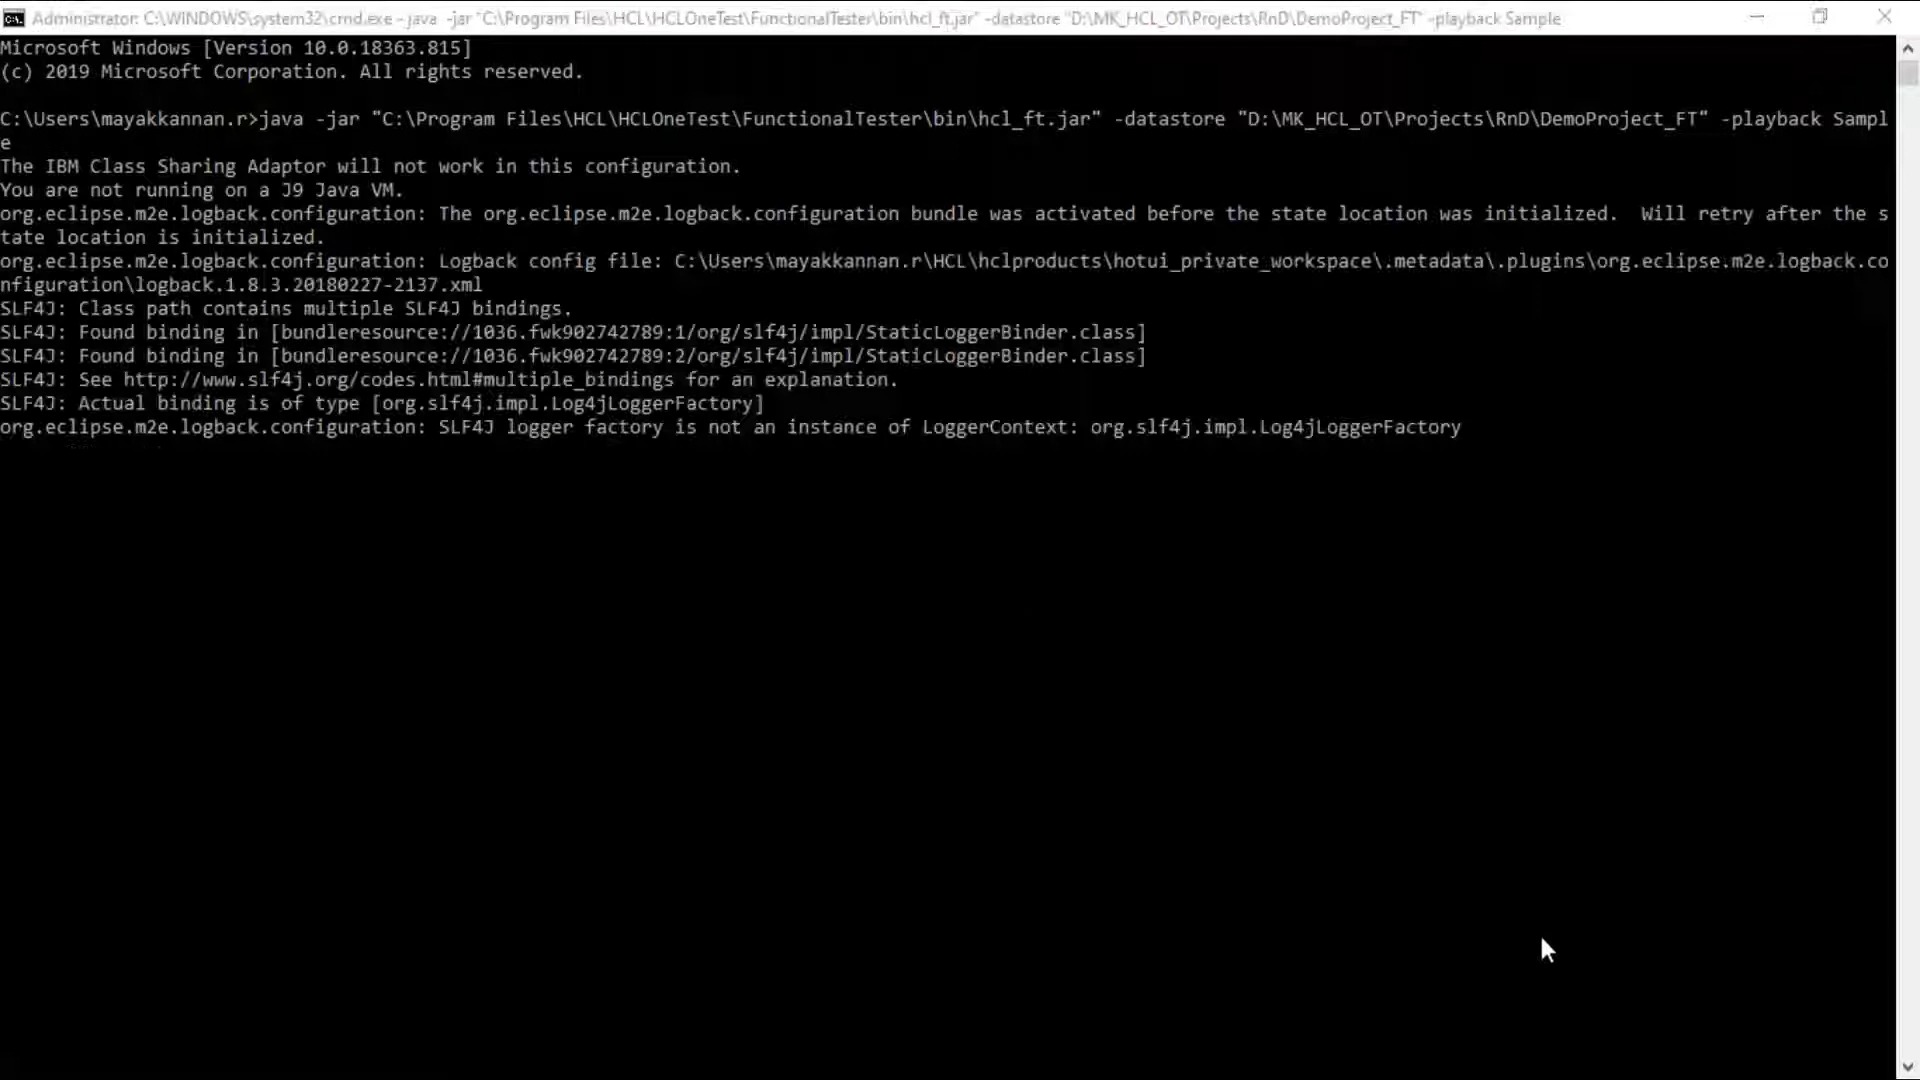 Administrator: C:\WINDOWS\system32\cmd.exe - java -jar "C:\Program Files\HCL\HCLOneTest\FunctionalTester\bin\hcl_ft.jar" -datastore "D:\MK_HCL_OT\Projects\RnD\DemoProject_FT" -playback Sample
Microsoft Windows [Version 10.0.18363.815]
(c) 2019 Microsoft Corporation. All rights reserved.
C:\Users\mayakkannan.r>java -jar "C:\Program Files\HCL\HCLOneTest\FunctionalTester\bin\hcl_ft.jar" -datastore "D:\MK_HCL_OT\Projects\RnD\DemoProject_FT" -playback Sampl
e
The IBM Class Sharing Adaptor will not work in this configuration.
You are not running on a J9 Java VM.
org.eclipse.m2e.logback.configuration: The org.eclipse.m2e.logback.configuration bundle was activated before the state location was initialized.  Will retry after the s
tate location is initialized.
org.eclipse.m2e.logback.configuration: Logback config file: C:\Users\mayakkannan.r\HCL\hclproducts\hotui_private_workspace\.metadata\.plugins\org.eclipse.m2e.logback.co
nfiguration\logback.1.8.3.20180227-2137.xml
SLF4J: Class path contains multiple SLF4J bindings.
SLF4J: Found binding in [bundleresource://1036.fwk902742789:1/org/slf4j/impl/StaticLoggerBinder.class]
SLF4J: Found binding in [bundleresource://1036.fwk902742789:2/org/slf4j/impl/StaticLoggerBinder.class]
SLF4J: See http://www.slf4j.org/codes.html#multiple_bindings for an explanation.
SLF4J: Actual binding is of type [org.slf4j.impl.Log4jLoggerFactory]
org.eclipse.m2e.logback.configuration: SLF4J logger factory is not an instance of LoggerContext: org.slf4j.impl.Log4jLoggerFactory